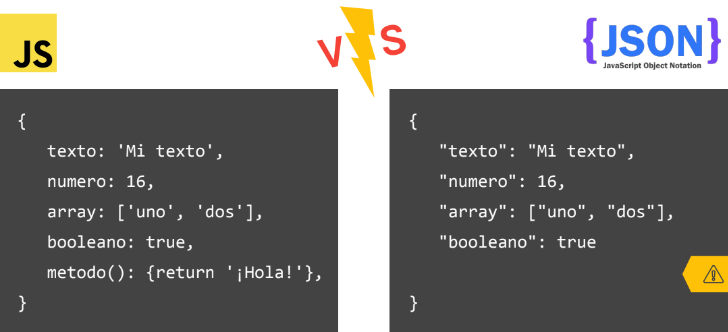 JS
VS
{JSON}
JavaScript Object Notation
{
texto: 'Mi texto',
numero: 16,
array: ['uno', 'dos'],
booleano: true,
metodo(): {return '¡Hola!'},
}
{
"texto": "Mi texto",
"numero": 16,
"array": ["uno", "dos"],
"booleano": true
}